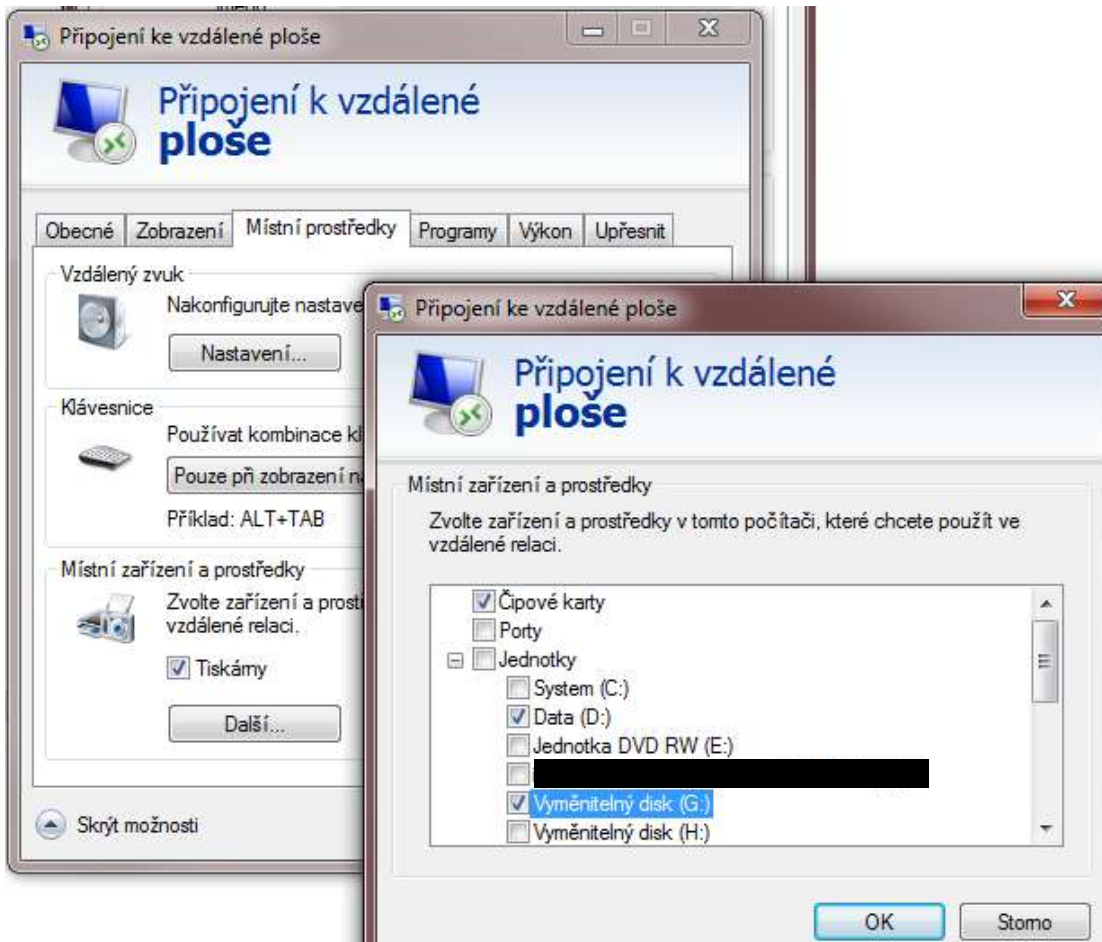 Připojení ke vzdálené ploše
Připojení k vzdálené
ploše
Obecné Zobrazení Místní prostředky Programy Výkon Upřesnit
Vzdálený zvuk
Nakonfigurujte nastave
Nastavení...
Klávesnice
Používat kombinace kl
Pouze při zobrazení n
Příklad: ALT+TAB
Místní zařízení a prostředky
Zvolte zařízení a prost
vzdálené relaci.
Tiskárny
Další...
Skrýt možnosti
Připojení ke vzdálené ploše
Připojení k vzdálené
ploše
Místní zařízení a prostředky
Zvolte zařízení a prostředky v tomto počítači, které chcete použít ve
vzdálené relaci.
Čipové karty
Porty
Jednotky
System (C:)
Data (D:)
Jednotka DVD RW (E:)
Vyměnitelný disk (G:)
Vyměnitelný disk (H:)
OK Storno